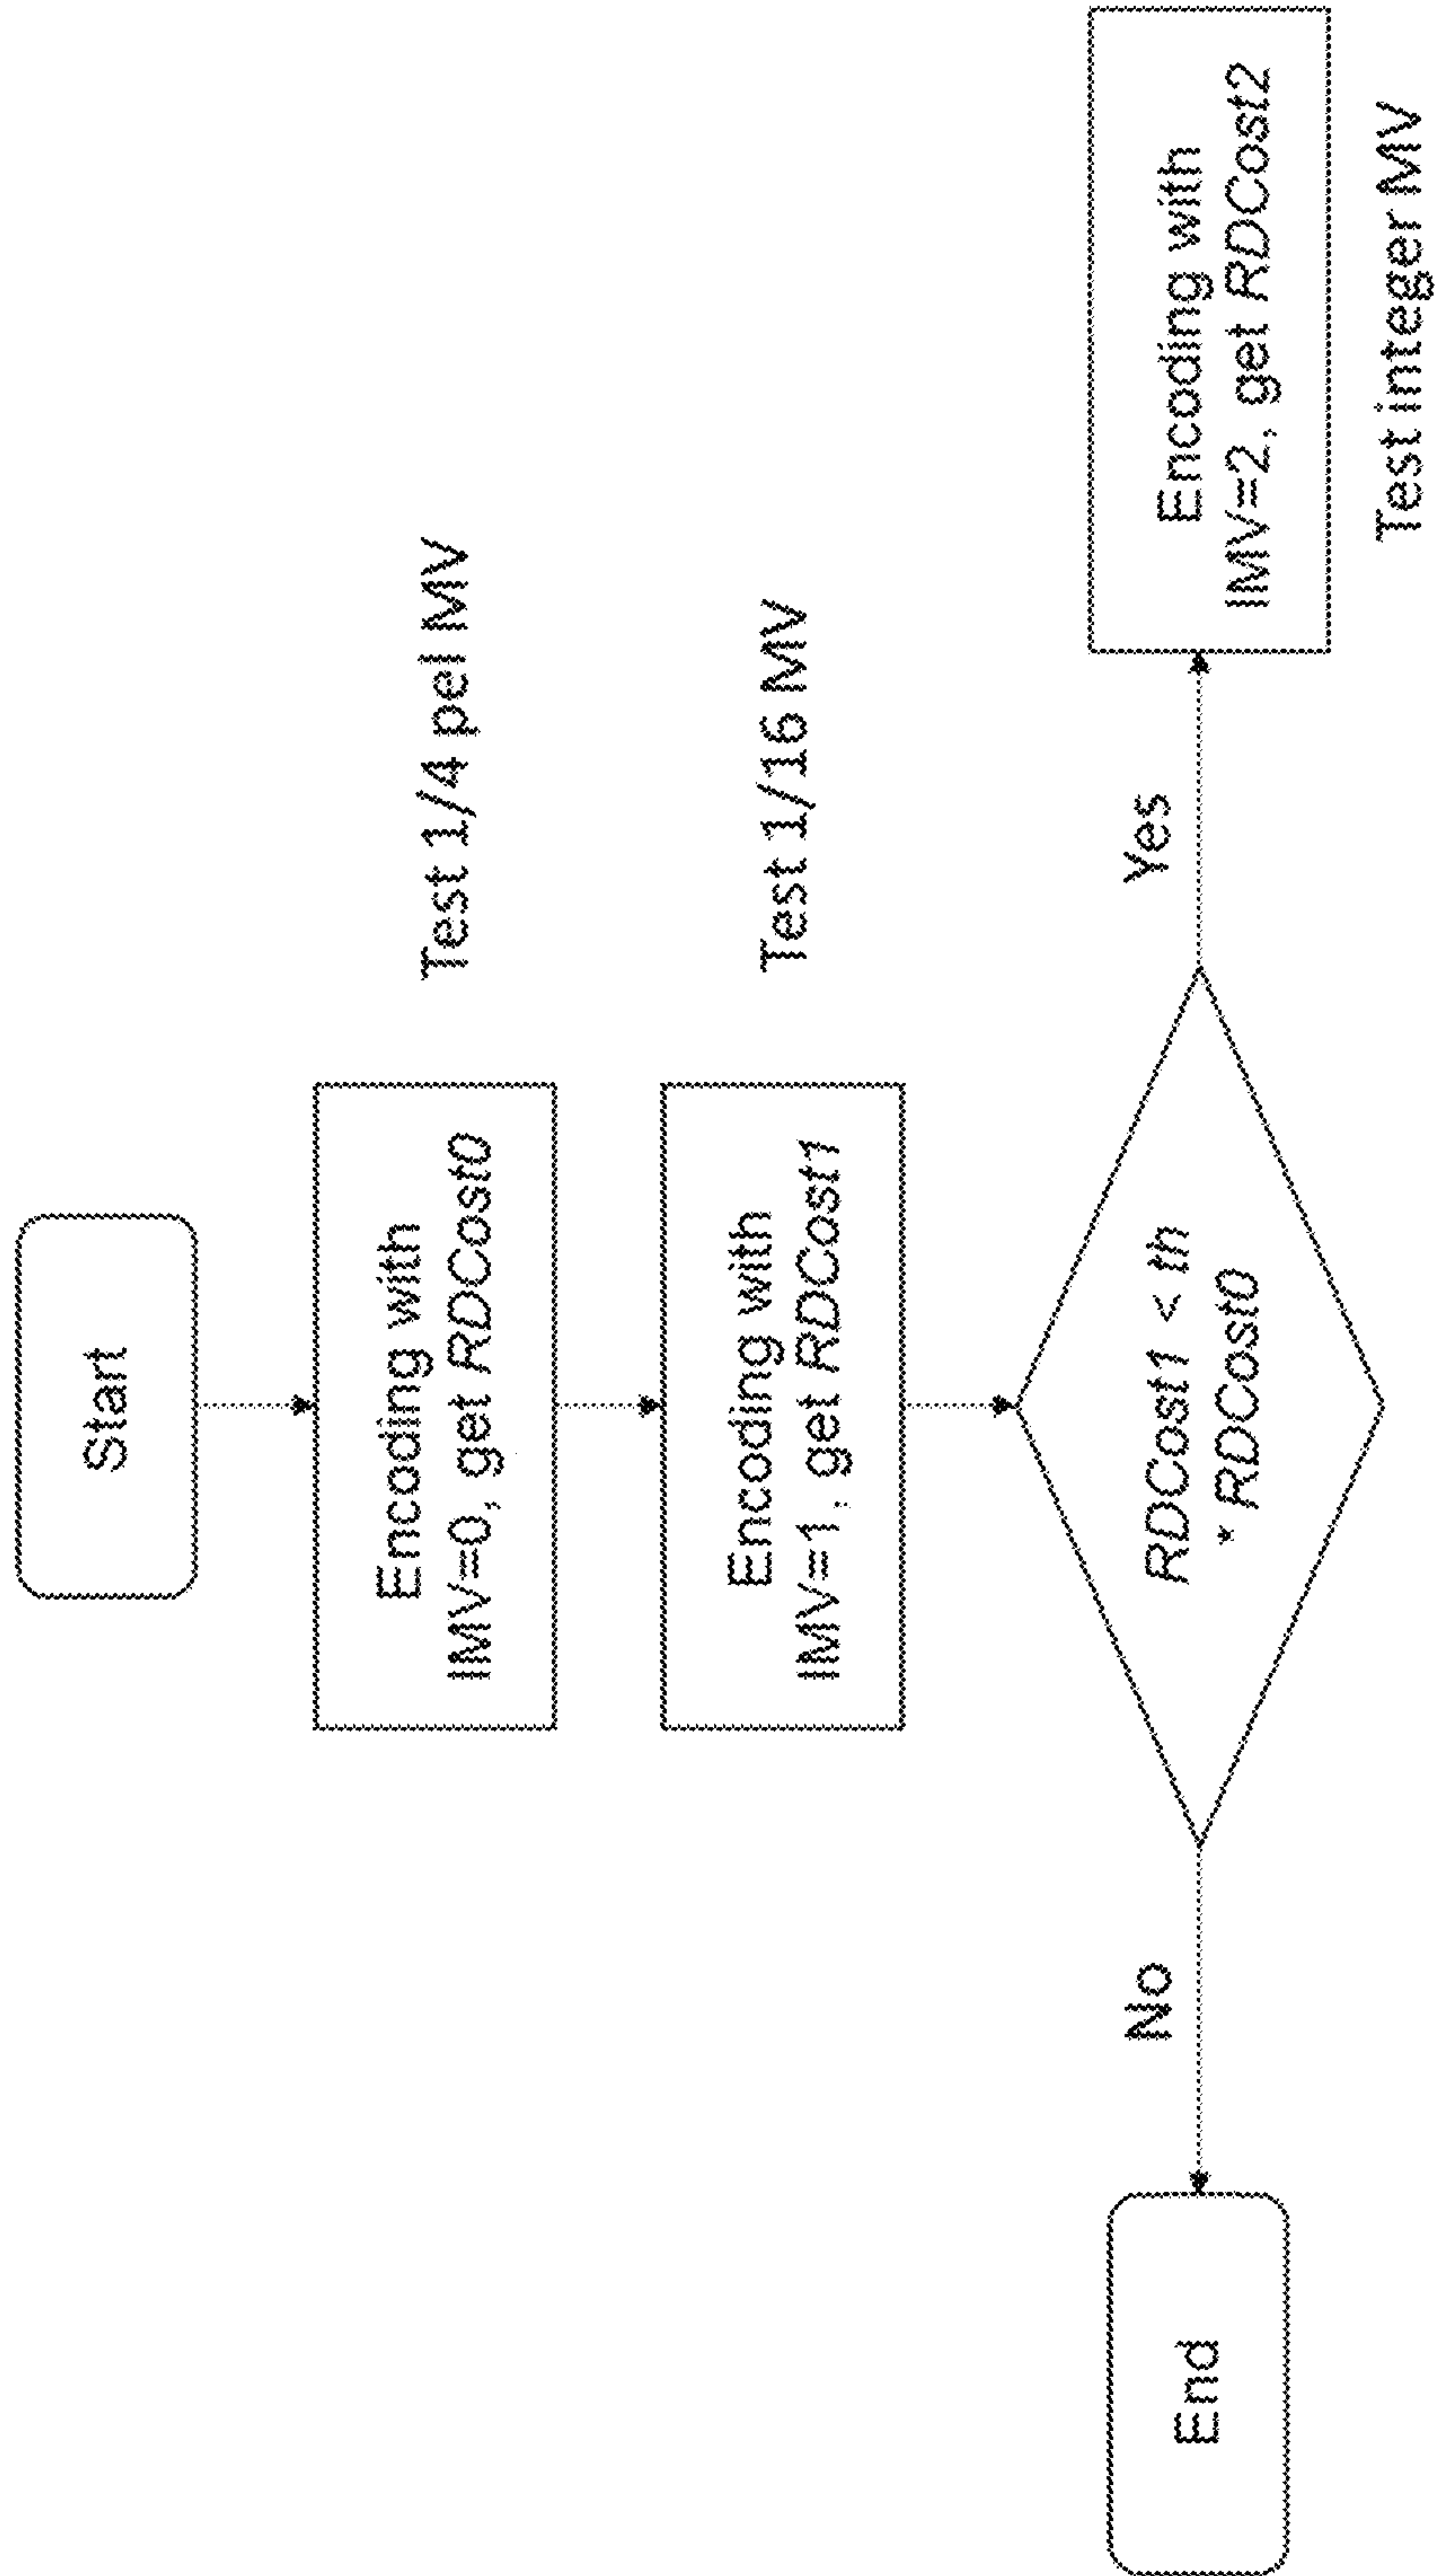 Start
Encoding with
IMV=0, get RDCost0
Test 1/4 pel MV
Encoding with
IMV=1, get RDCost1
Test 1/16 MV
RDCost1 < th
* RDCost0
No
Yes
End
Encoding with
IMV=2, get RDCost2
Test integer MV